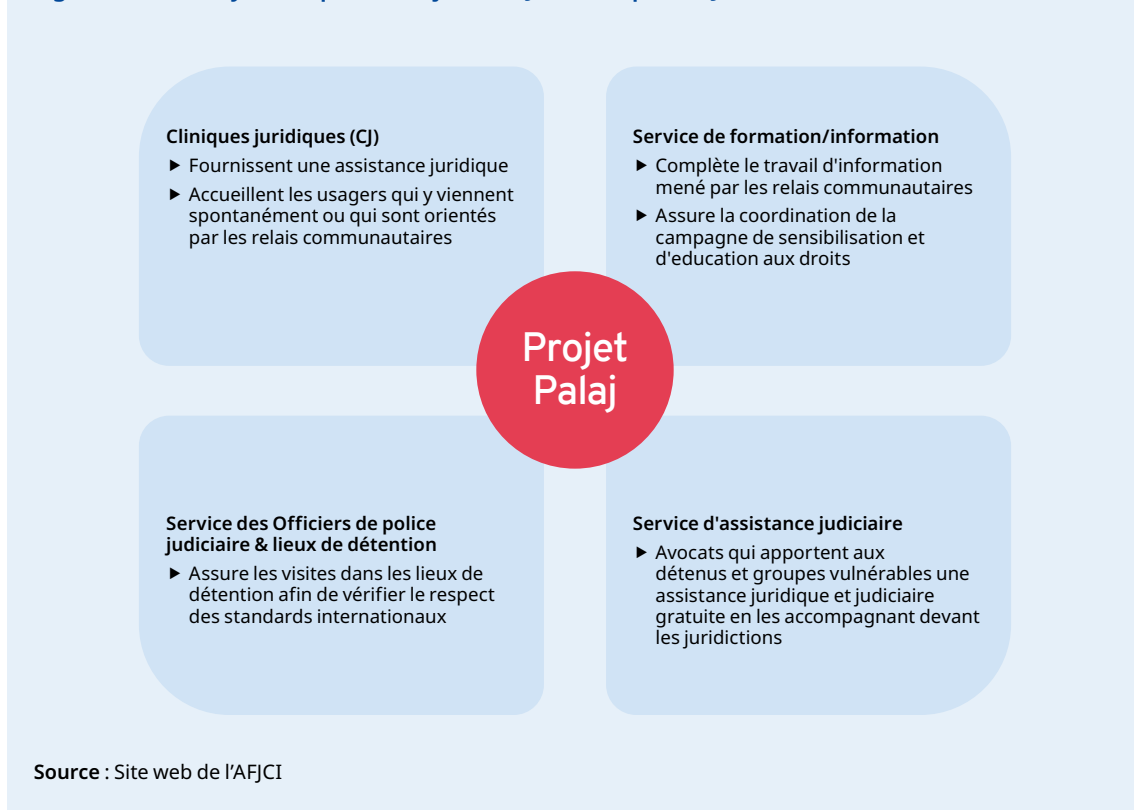 Cliniques juridiques (CJ)
▶ Fournissent une assistance juridique
▶ Accueillent les usagers qui y viennent
spontanément ou qui sont orientés
par les relais communautaires
Service de formation/information
▶ Complète le travail d'information
mené par les relais communautaires
▶ Assure la coordination de la
campagne de sensibilisation et
d'education aux droits
Projet
Palaj
Service des Officiers de police
judiciaire & lieux de détention
▶ Assure les visites dans les lieux de
détention afin de vérifier le respect
des standards internationaux
Service d'assistance judiciaire
▶ Avocats qui apportent aux
détenus et groupes vulnérables une
assistance juridique et judiciaire
gratuite en les accompagnant devant
les juridictions
Source : Site web de l'AFJCI